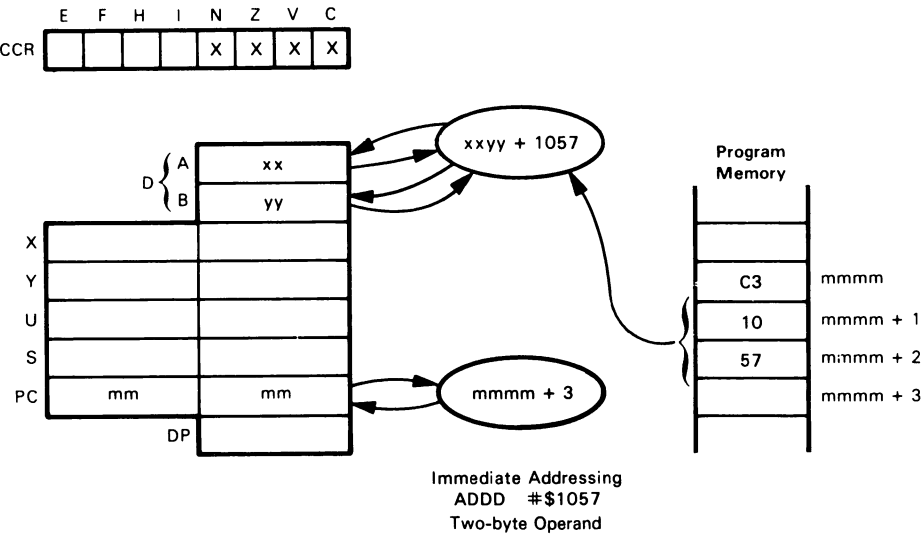 E F H I N Z V C
CCR X X X X
D A xx
B yy
xxyy + 1057
X
Y
U
S
PC mm mm
DP
mmmm + 3
Program
Memory
C3 mmmm
10 mmmm + 1
57 mmmm + 2
mmmm + 3
Immediate Addressing
ADDD #$1057
Two-byte Operand